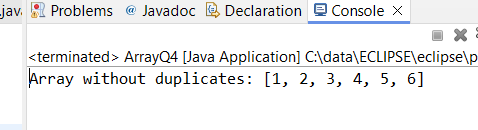 .java
Problems @ Javadoc Declaration Console ×
<terminated> ArrayQ4 [Java Application] C:\data\ECLIPSE\eclipse\p
Array without duplicates: [1, 2, 3, 4, 5, 6]